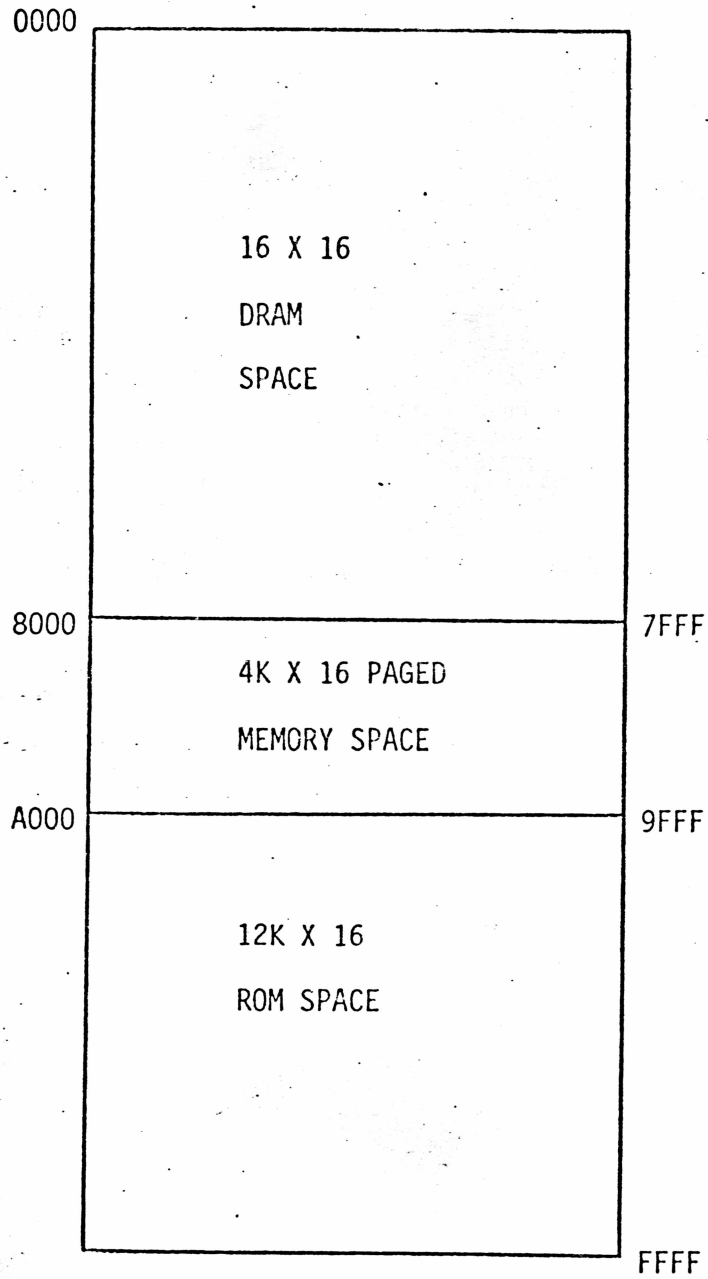 0000
16 X 16
DRAM
SPACE
8000
7FFF
4K X 16 PAGED
MEMORY SPACE
A000
9FFF
12K X 16
ROM SPACE
FFFF